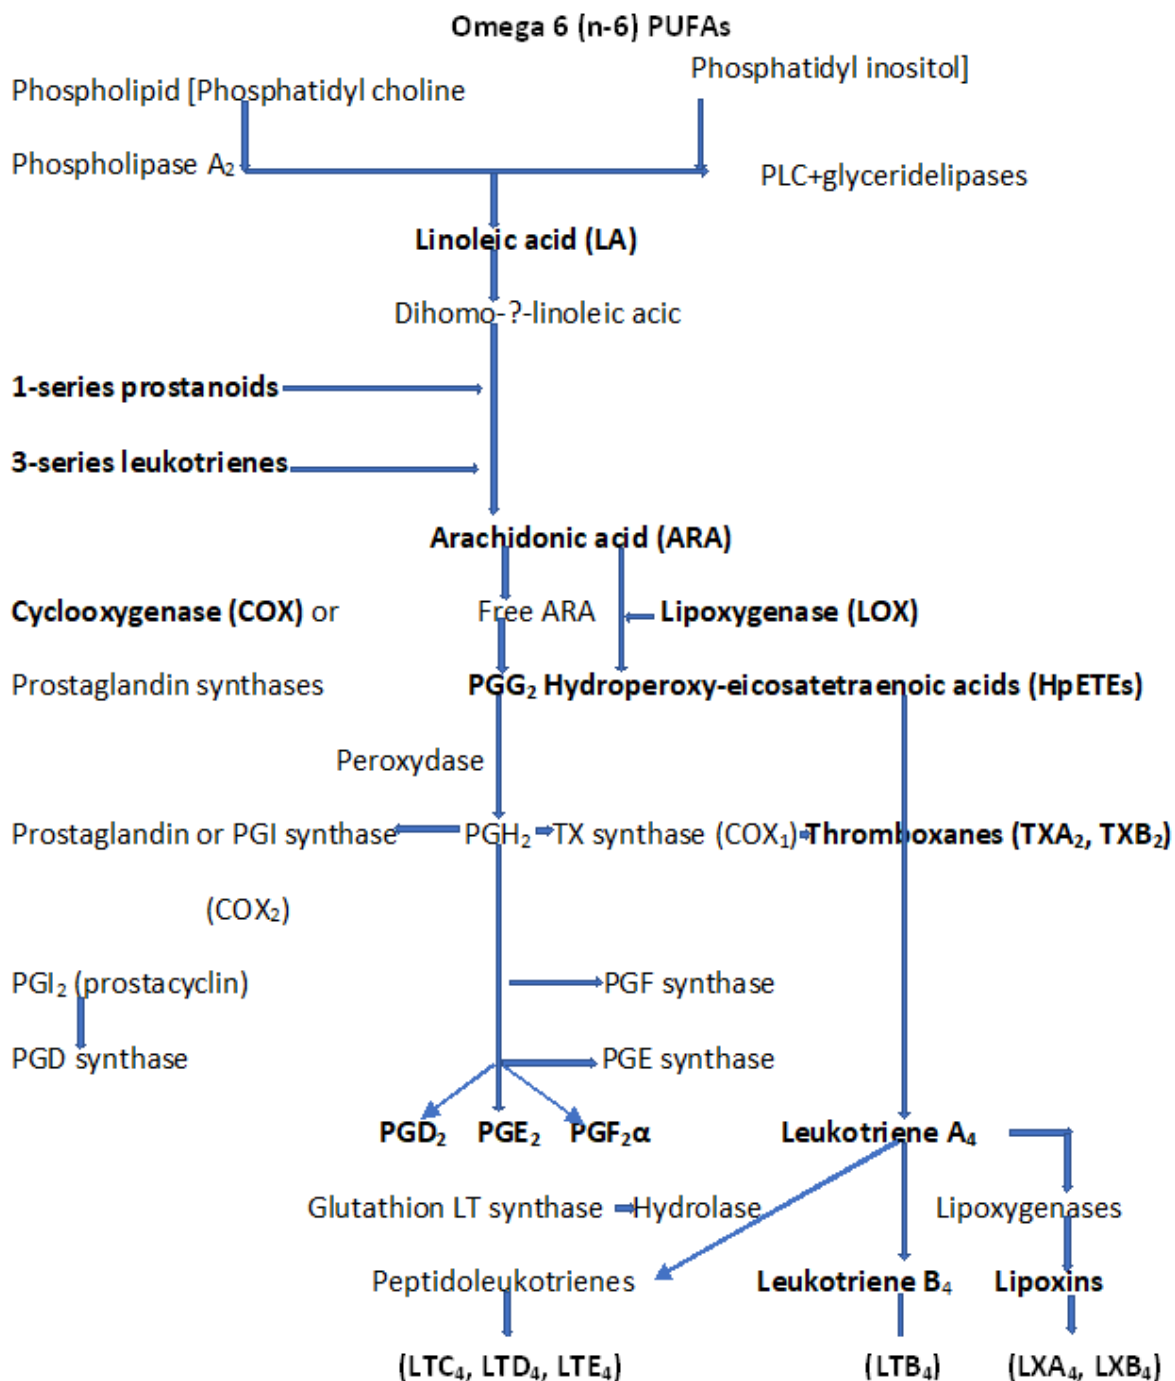 Omega 6 (n-6) PUFAs
Phospholipid [Phosphatidyl choline
Phosphatidyl inositol]
Phospholipase A₂
PLC+glyceridelipases
Linoleic acid (LA)
Dihomo-?-linoleic acic
1-series prostanoids
3-series leukotrienes
Arachidonic acid (ARA)
Cyclooxygenase (COX) or
Free ARA
Lipoxygenase (LOX)
Prostaglandin synthases
PGG₂ Hydroperoxy-eicosatetraenoic acids (HpETEs)
Peroxydase
Prostaglandin or PGI synthase
PGH₂
TX synthase (COX₁)
Thromboxanes (TXA₂, TXB₂)
(COX₂)
PGI₂ (prostacyclin)
PGF synthase
PGD synthase
PGE synthase
PGD₂
PGE₂
PGF₂α
Leukotriene A₄
Glutathion LT synthase
Hydrolase
Lipoxygenases
Peptidoleukotrienes
Leukotriene B₄
Lipoxins
(LTC₄, LTD₄, LTE₄)
(LTB₄)
(LXA₄, LXB₄)